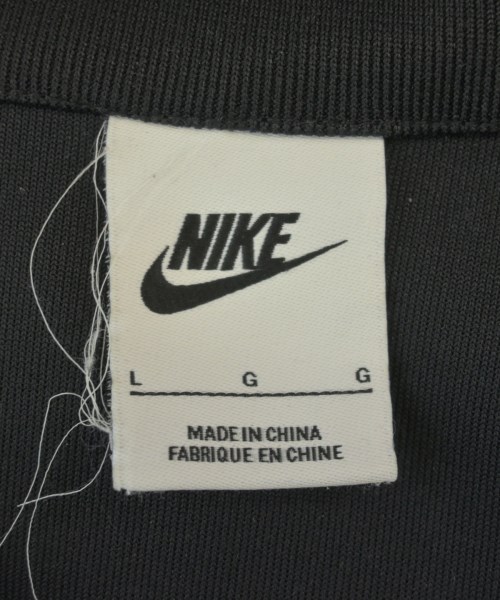 NIKE
L G G
MADE IN CHINA
FABRIQUE EN CHINE